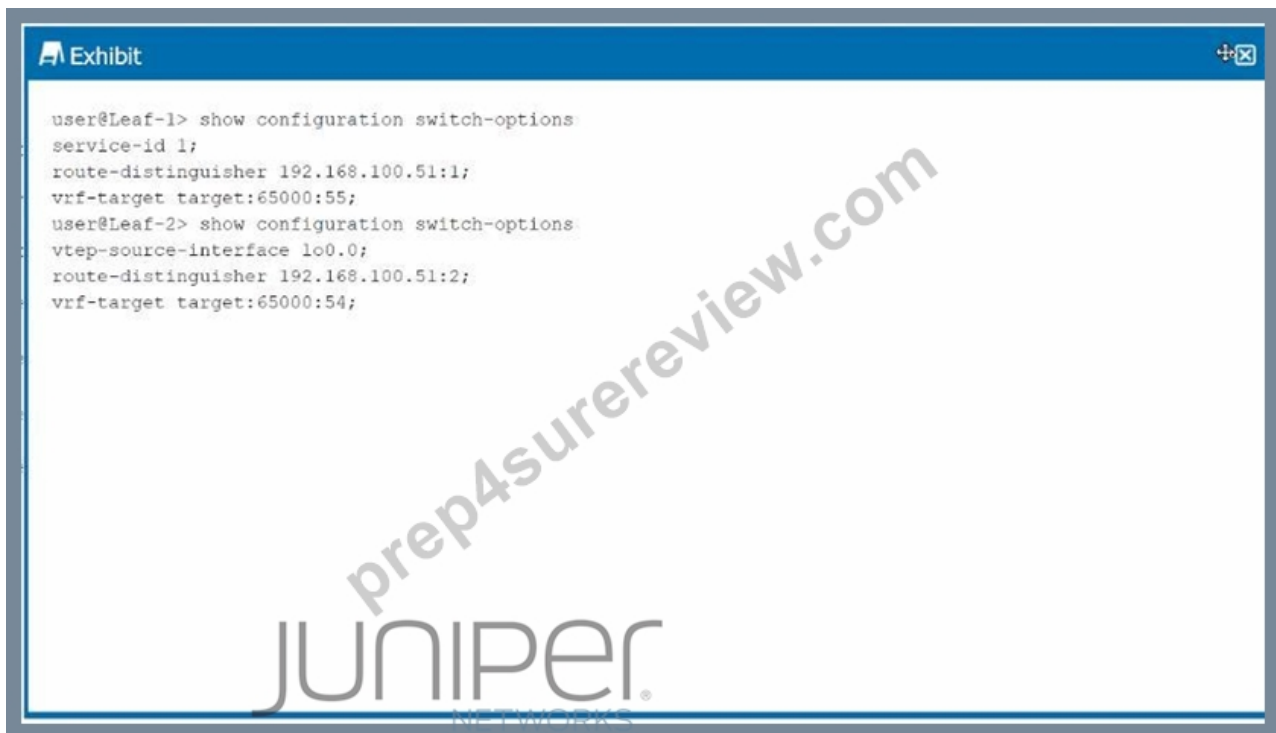 Exhibit
user@Leaf-1> show configuration switch-options
service-id 1;
route-distinguisher 192.168.100.51:1;
vrf-target target:65000:55;
user@Leaf-2> show configuration switch-options
vtep-source-interface lo0.0;
route-distinguisher 192.168.100.51:2;
vrf-target target:65000:54;
prep4surereview.com
JUNIPER
NETWORKS